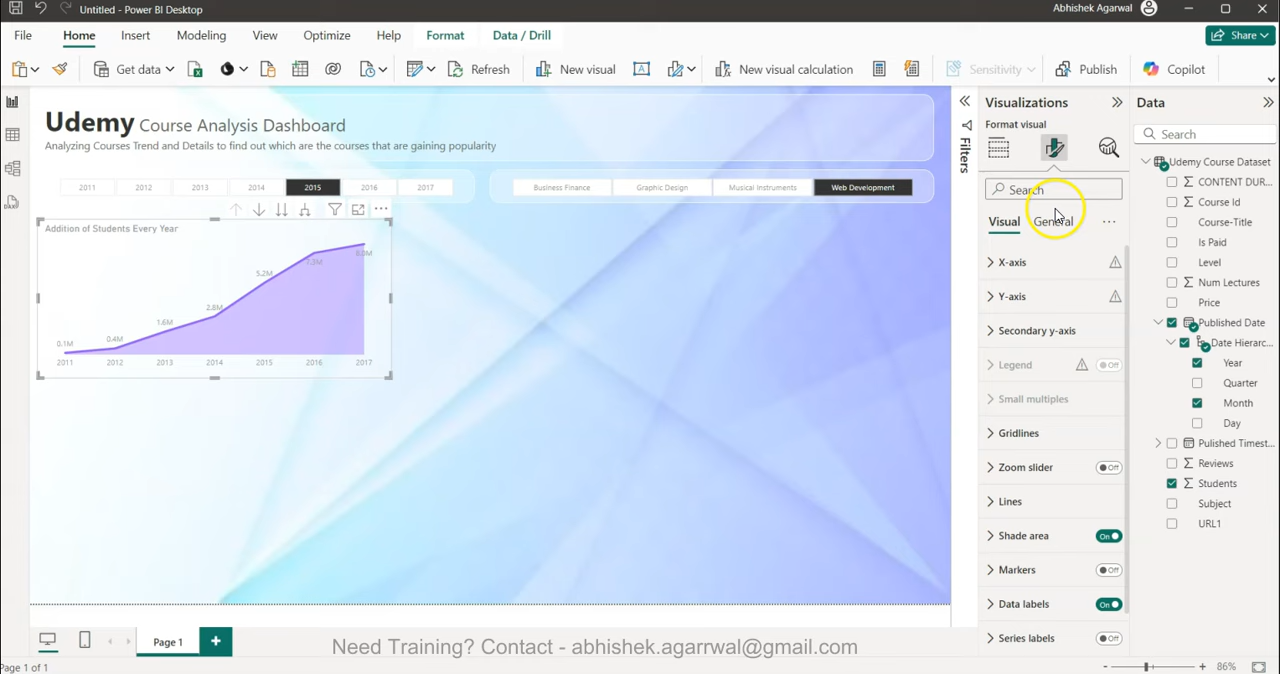 Untitled - Power BI Desktop
Abhishek Agarwal
File Home Insert Modeling View Optimize Help Format Data / Drill
Share
Get data
Refresh
New visual
New visual calculation
Sensitivity
Publish
Copilot
Udemy Course Analysis Dashboard
Analyzing Courses Trend and Details to find out which are the courses that are gaining popularity
2011 2012 2013 2014 2015 2016 2017
Business Finance Graphic Design Musical Instruments Web Development
Addition of Students Every Year
0.1M 0.4M 1.6M 2.8M 5.2M 7.3M 8.0M
2011 2012 2013 2014 2015 2016 2017
Filters
Visualizations
Format visual
Search
Visual General
X-axis
Y-axis
Secondary y-axis
Legend Off
Small multiples
Gridlines
Zoom slider Off
Lines
Shade area On
Markers Off
Data labels On
Series labels Off
Data
Search
Udemy Course Dataset
CONTENT DUR...
Course Id
Course-Title
Is Paid
Level
Num Lectures
Price
Published Date
Date Hierarc...
Year
Quarter
Month
Day
Pulished Timest...
Reviews
Students
Subject
URL1
Page 1
Need Training? Contact - abhishek.agarrwal@gmail.com
Page 1 of 1
86%